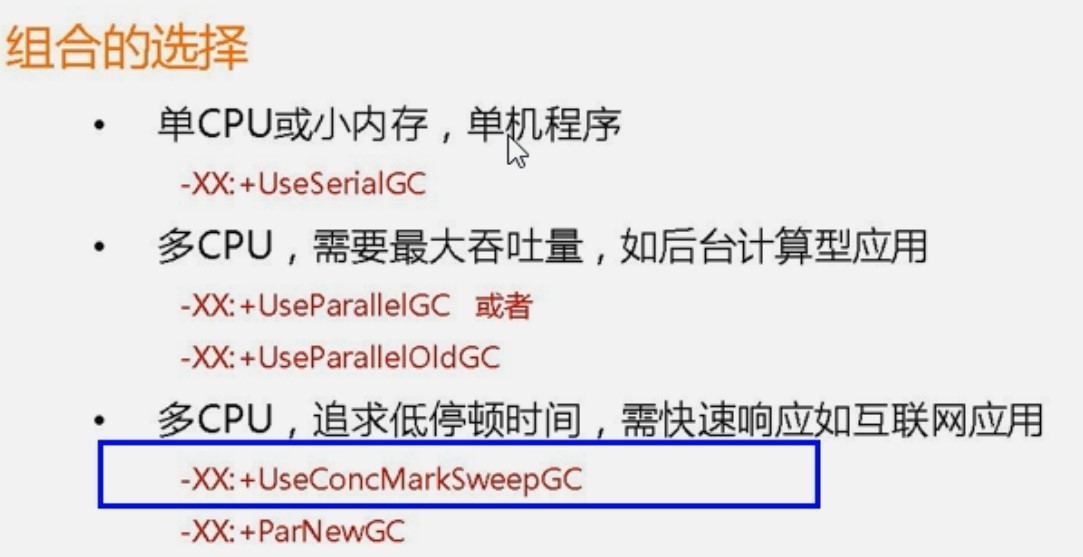 组合的选择
• 单CPU或小内存，单机程序
-XX:+UseSerialGC
• 多CPU，需要最大吞吐量，如后台计算型应用
-XX:+UseParallelGC 或者
-XX:+UseParallelOldGC
• 多CPU，追求低停顿时间，需快速响应如互联网应用
-XX:+UseConcMarkSweepGC
-XX:+ParNewGC